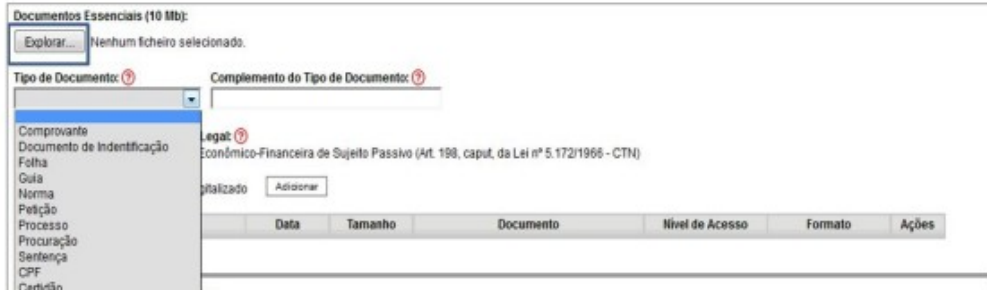 Documentos Essenciais (10 Mb):
Explorar... Nenhum ficheiro selecionado.
Tipo de Documento: ? Complemento do Tipo de Documento: ?
Comprovante
Documento de Indentificação
Legal: ?
Econômico-Financeira de Sujeito Passivo (Art. 198, caput, da Lei nº 5.172/1966 - CTN)
Folha
Guia
gitalizado Adicionar
Norma
Petição
Processo
Data Tamanho Documento Nível de Acesso Formato Ações
Procuração
Sentença
CPF
Certidão